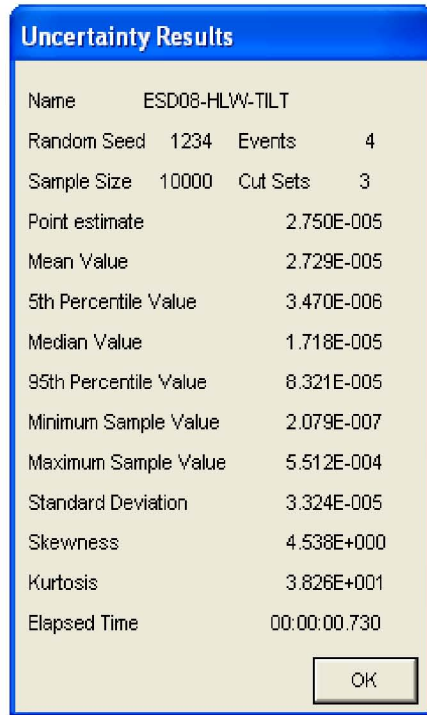 Uncertainty Results
Name ESD08-HLW-TILT
Random Seed 1234 Events 4
Sample Size 10000 Cut Sets 3
Point estimate 2.750E-005
Mean Value 2.729E-005
5th Percentile Value 3.470E-006
Median Value 1.718E-005
95th Percentile Value 8.321E-005
Minimum Sample Value 2.079E-007
Maximum Sample Value 5.512E-004
Standard Deviation 3.324E-005
Skewness 4.538E+000
Kurtosis 3.826E+001
Elapsed Time 00:00:00.730
OK